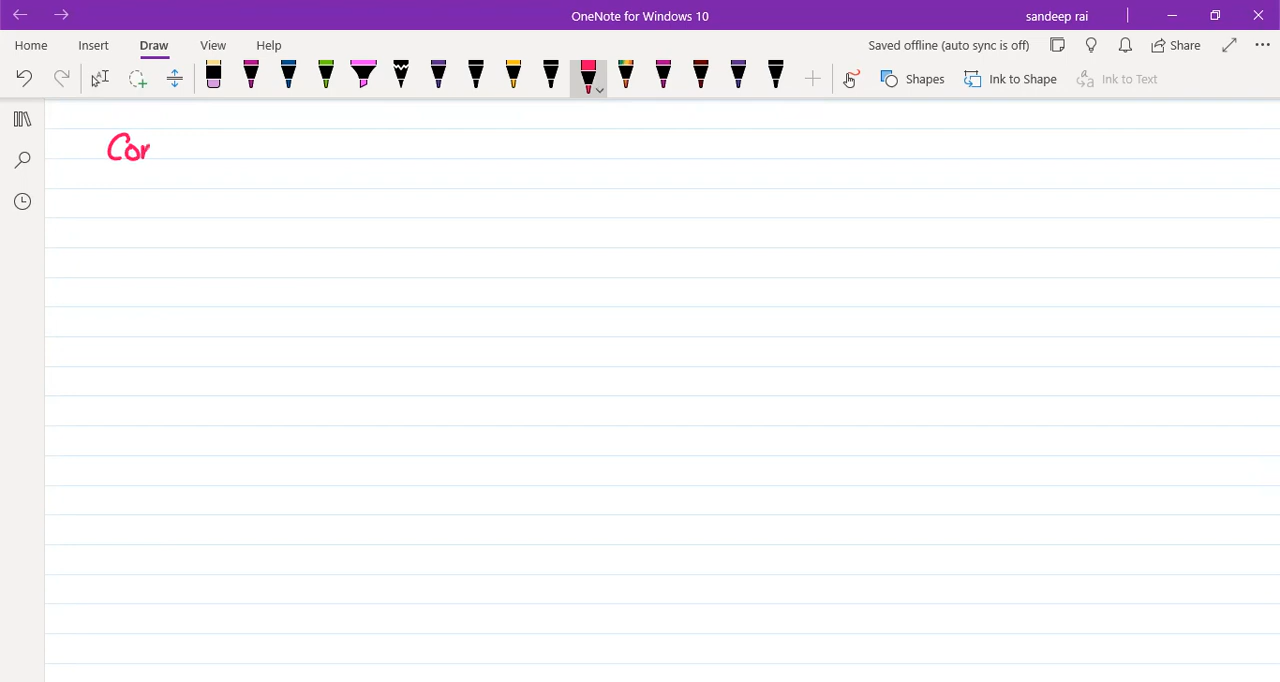 OneNote for Windows 10
sandeep rai
Home Insert Draw View Help
Saved offline (auto sync is off) Share
Shapes Ink to Shape Ink to Text
Cor